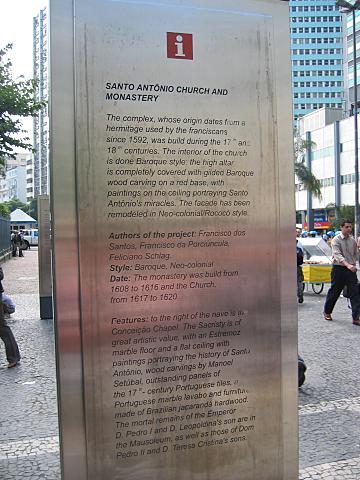 i
SANTO ANTÔNIO CHURCH AND
MONASTERY
The complex, whose origin dates from a
hermitage used by the franciscans
since 1592, was build during the 17th and
18th centuries. The interior of the church
is done Baroque style: the high altar
is completely covered with gilded Baroque
wood carving on a red base, with
paintings on the ceiling portraying Santo
Antônio's miracles. The facade has been
remodeled in Neo-colonial/Rococó style.
Authors of the project: Francisco dos
Santos, Francisco da Porciúncula,
Feliciano Schlag.
Style: Baroque, Neo-colonial
Date: The monastery was build from
1608 to 1616 and the Church,
from 1617 to 1620.
Features: to the right of the nave is
Conceição Chapel. The Sacristy is of
great artistic value, with an Estremoz
marble floor and a flat ceiling with
paintings portraying the history of Santo
Antônio, wood carvings by Manoel
Setúbal, outstanding panels of
the 17th - century Portuguese tiles, a
Portuguese marble lavabo and furniture
made of Brazilian jacarandá hardwood.
The mortal remains of the Emperor
D. Pedro I and D. Leopoldina's son are in
the Mausoleum, as well as those of Dom
Pedro II and D. Teresa Cristina's sons.